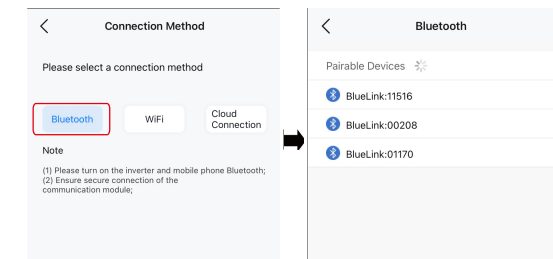 Connection Method
Please select a connection method
Bluetooth
WiFi
Cloud
Connection
Note
(1) Please turn on the inverter and mobile phone Bluetooth;
(2) Ensure secure connection of the
communication module;
Bluetooth
Pairable Devices
BlueLink:11516
BlueLink:00208
BlueLink:01170